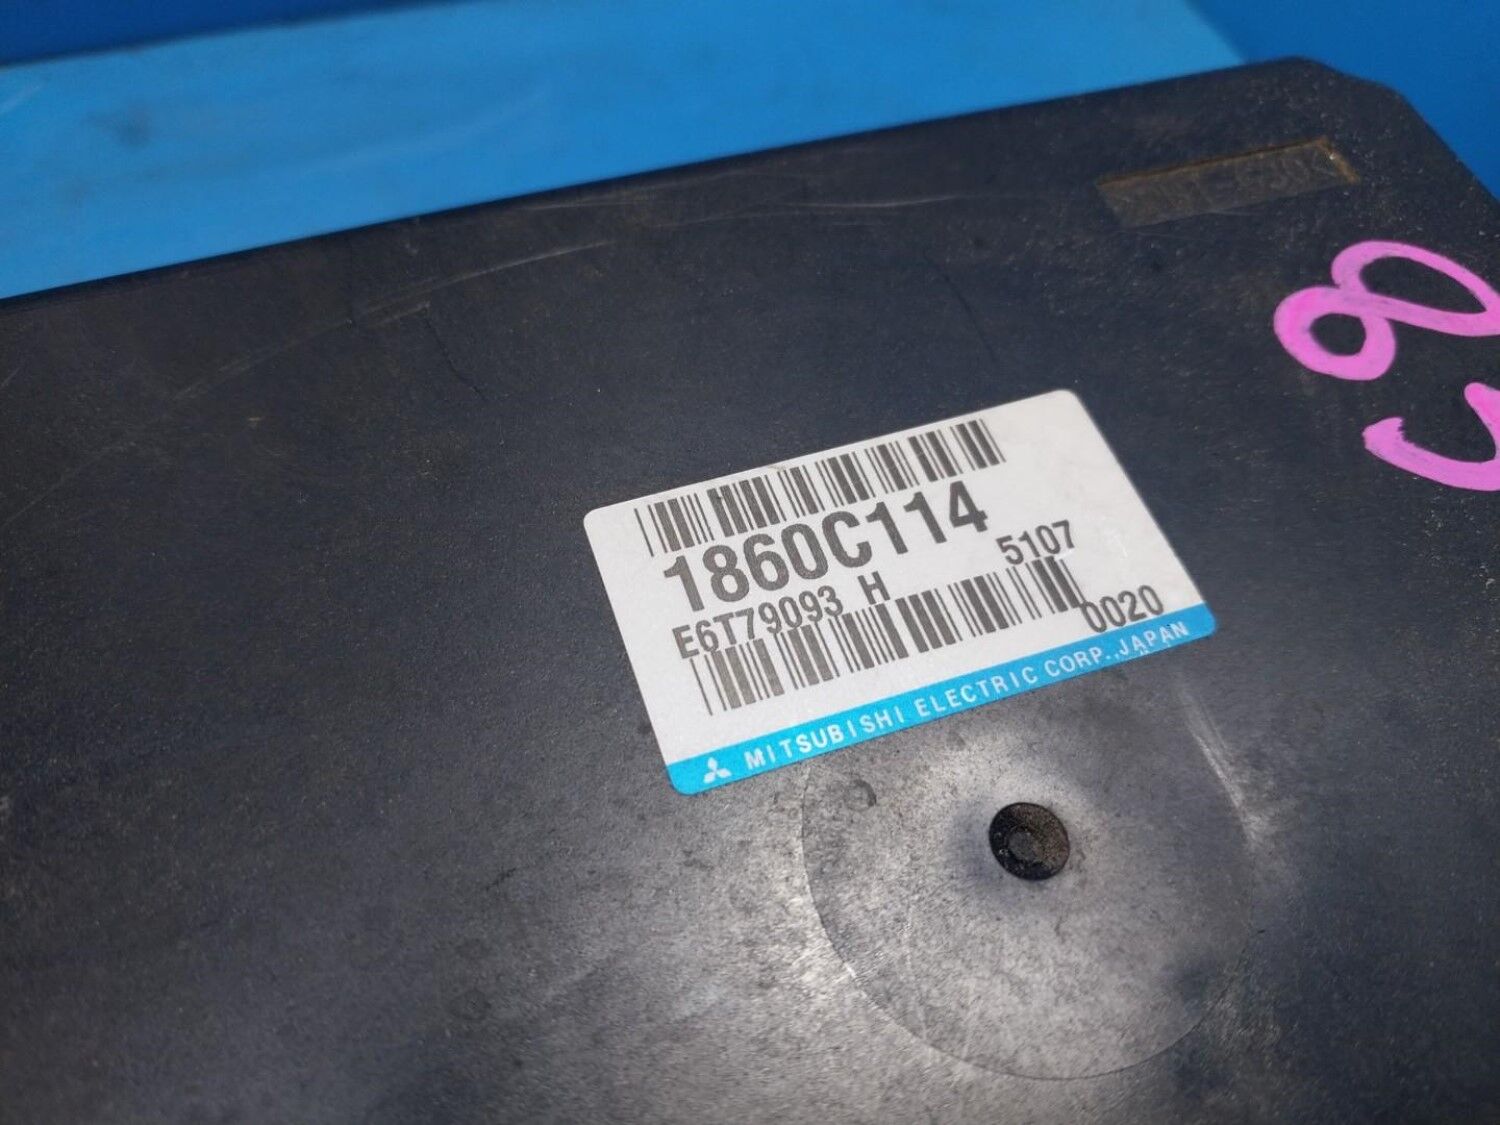 1860C114
E6T79093 H 5107
0020
MITSUBISHI ELECTRIC CORP.,JAPAN